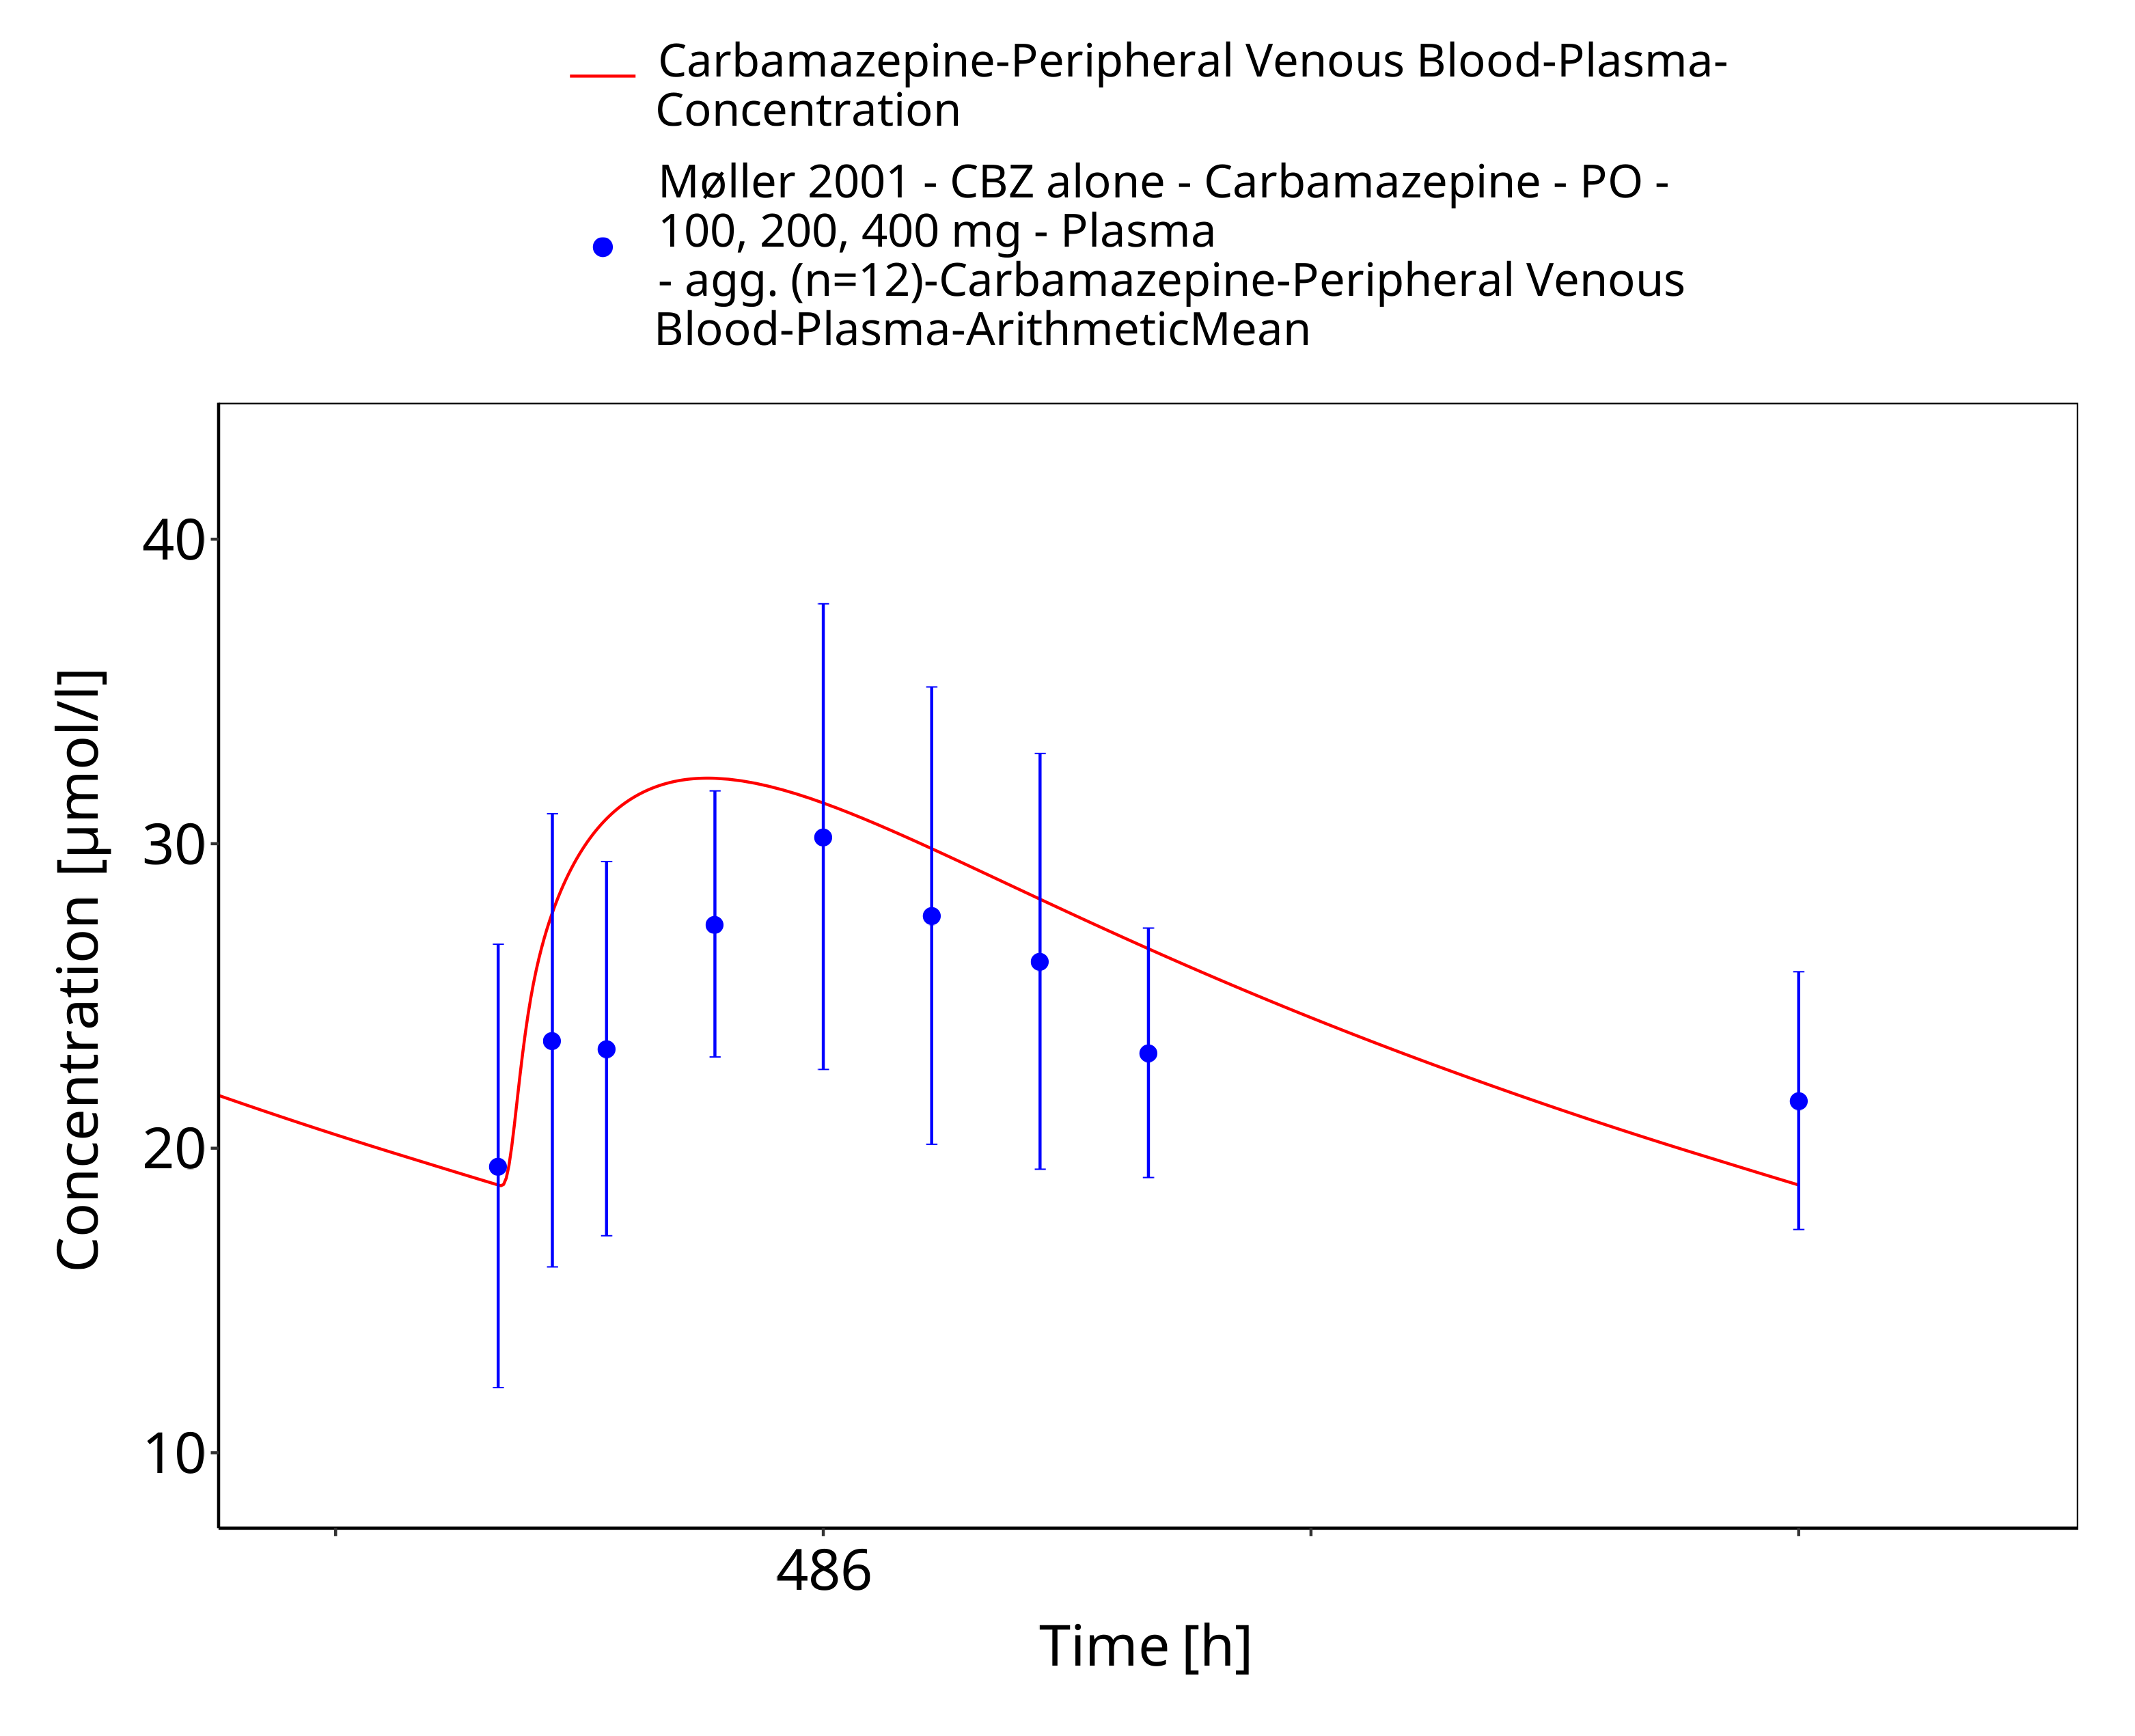 Carbamazepine-Peripheral Venous Blood-Plasma-
Concentration
Møller 2001 - CBZ alone - Carbamazepine - PO -
100, 200, 400 mg - Plasma
- agg. (n=12)-Carbamazepine-Peripheral Venous
Blood-Plasma-ArithmeticMean
Concentration [µmol/l]
40
30
20
10
486
Time [h]